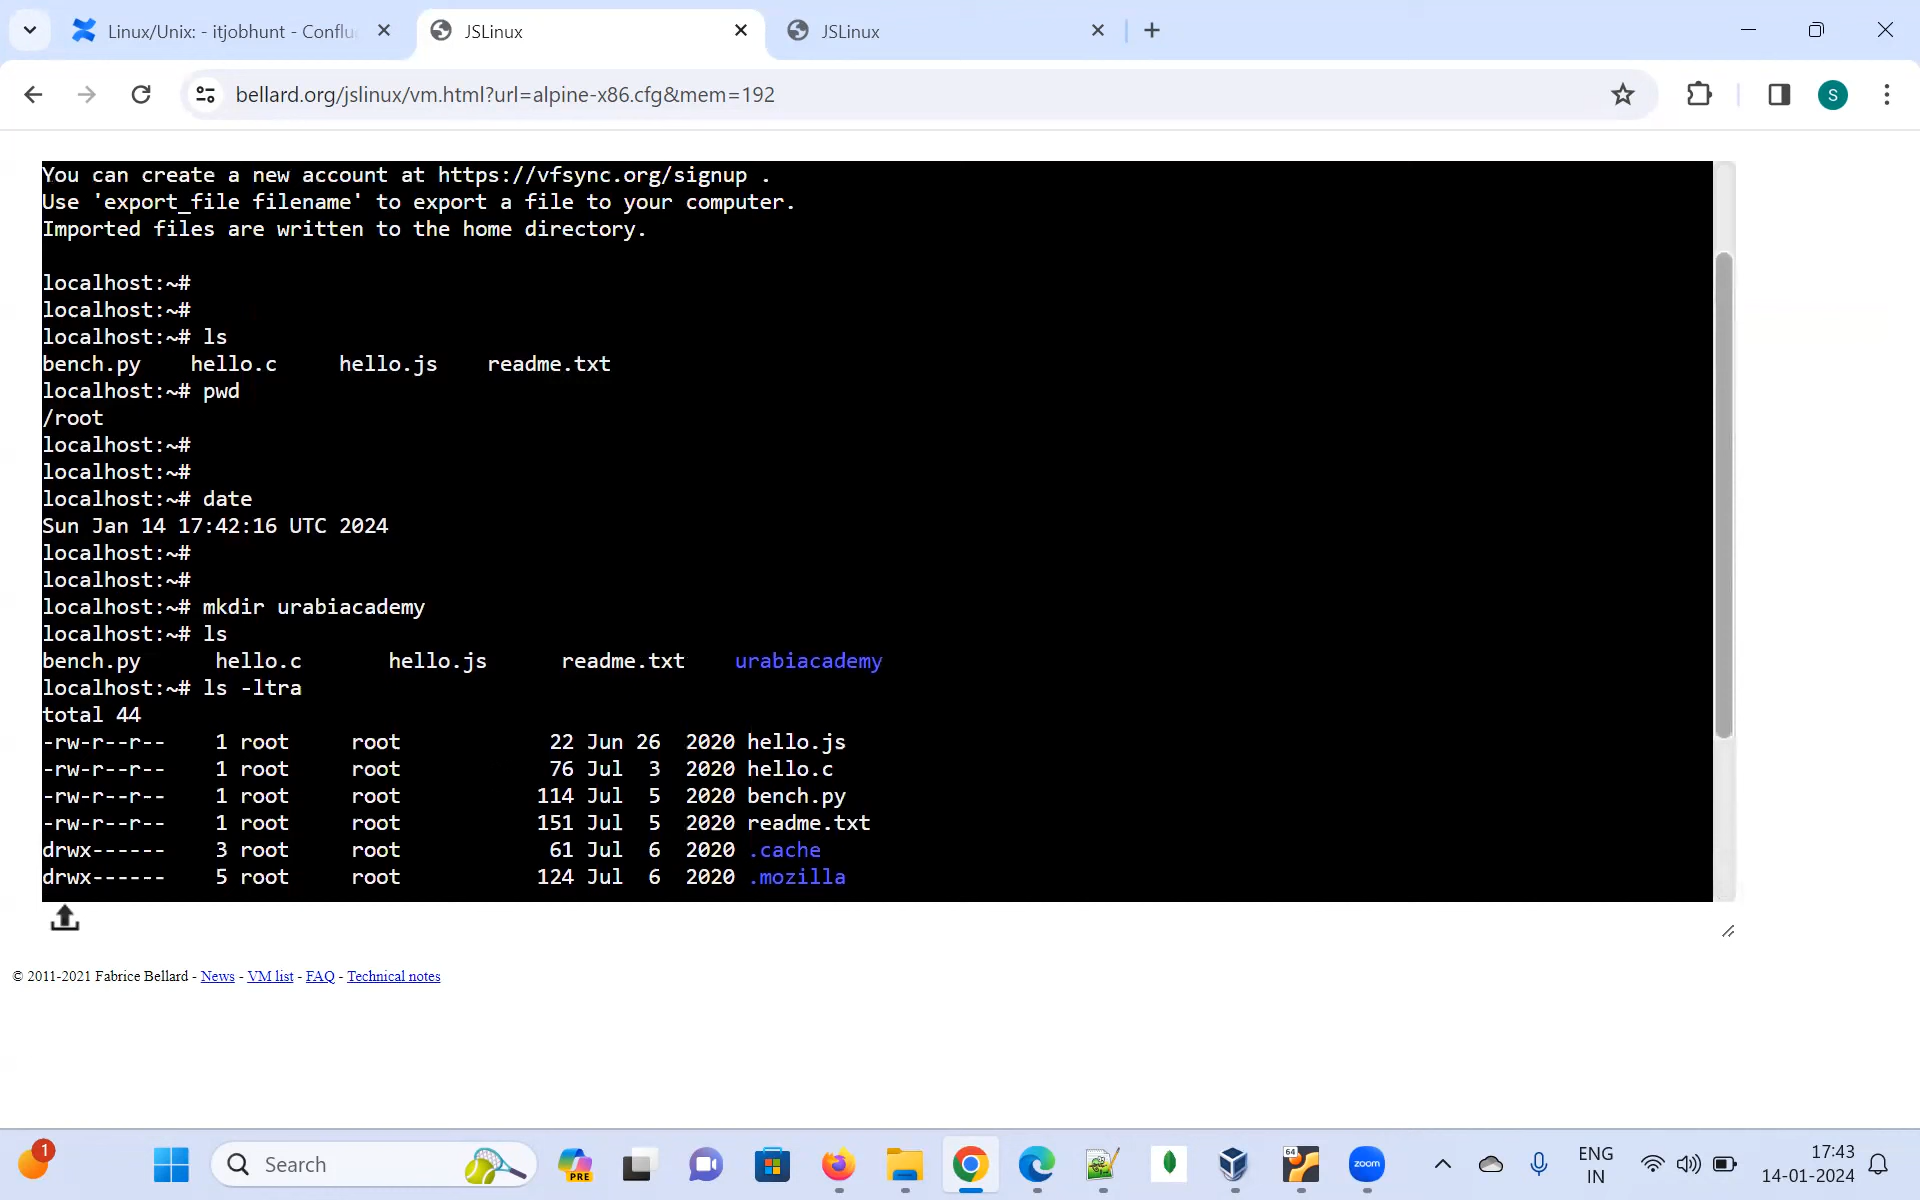 Linux/Unix: - itjobhunt - Conflu
JSLinux
JSLinux
bellard.org/jslinux/vm.html?url=alpine-x86.cfg&mem=192
S
You can create a new account at https://vfsync.org/signup .
Use 'export_file filename' to export a file to your computer.
Imported files are written to the home directory.
localhost:~#
localhost:~#
localhost:~# ls
bench.py hello.c hello.js readme.txt
localhost:~# pwd
/root
localhost:~#
localhost:~#
localhost:~# date
Sun Jan 14 17:42:16 UTC 2024
localhost:~#
localhost:~#
localhost:~# mkdir urabiacademy
localhost:~# ls
bench.py hello.c hello.js readme.txt urabiacademy
localhost:~# ls -ltra
total 44
-rw-r--r-- 1 root root 22 Jun 26 2020 hello.js
-rw-r--r-- 1 root root 76 Jul 3 2020 hello.c
-rw-r--r-- 1 root root 114 Jul 5 2020 bench.py
-rw-r--r-- 1 root root 151 Jul 5 2020 readme.txt
drwx------ 3 root root 61 Jul 6 2020 .cache
drwx------ 5 root root 124 Jul 6 2020 .mozilla
© 2011-2021 Fabrice Bellard - News - VM list - FAQ - Technical notes
1
Search
PRE
64
zoom
ENG
IN
17:43
14-01-2024